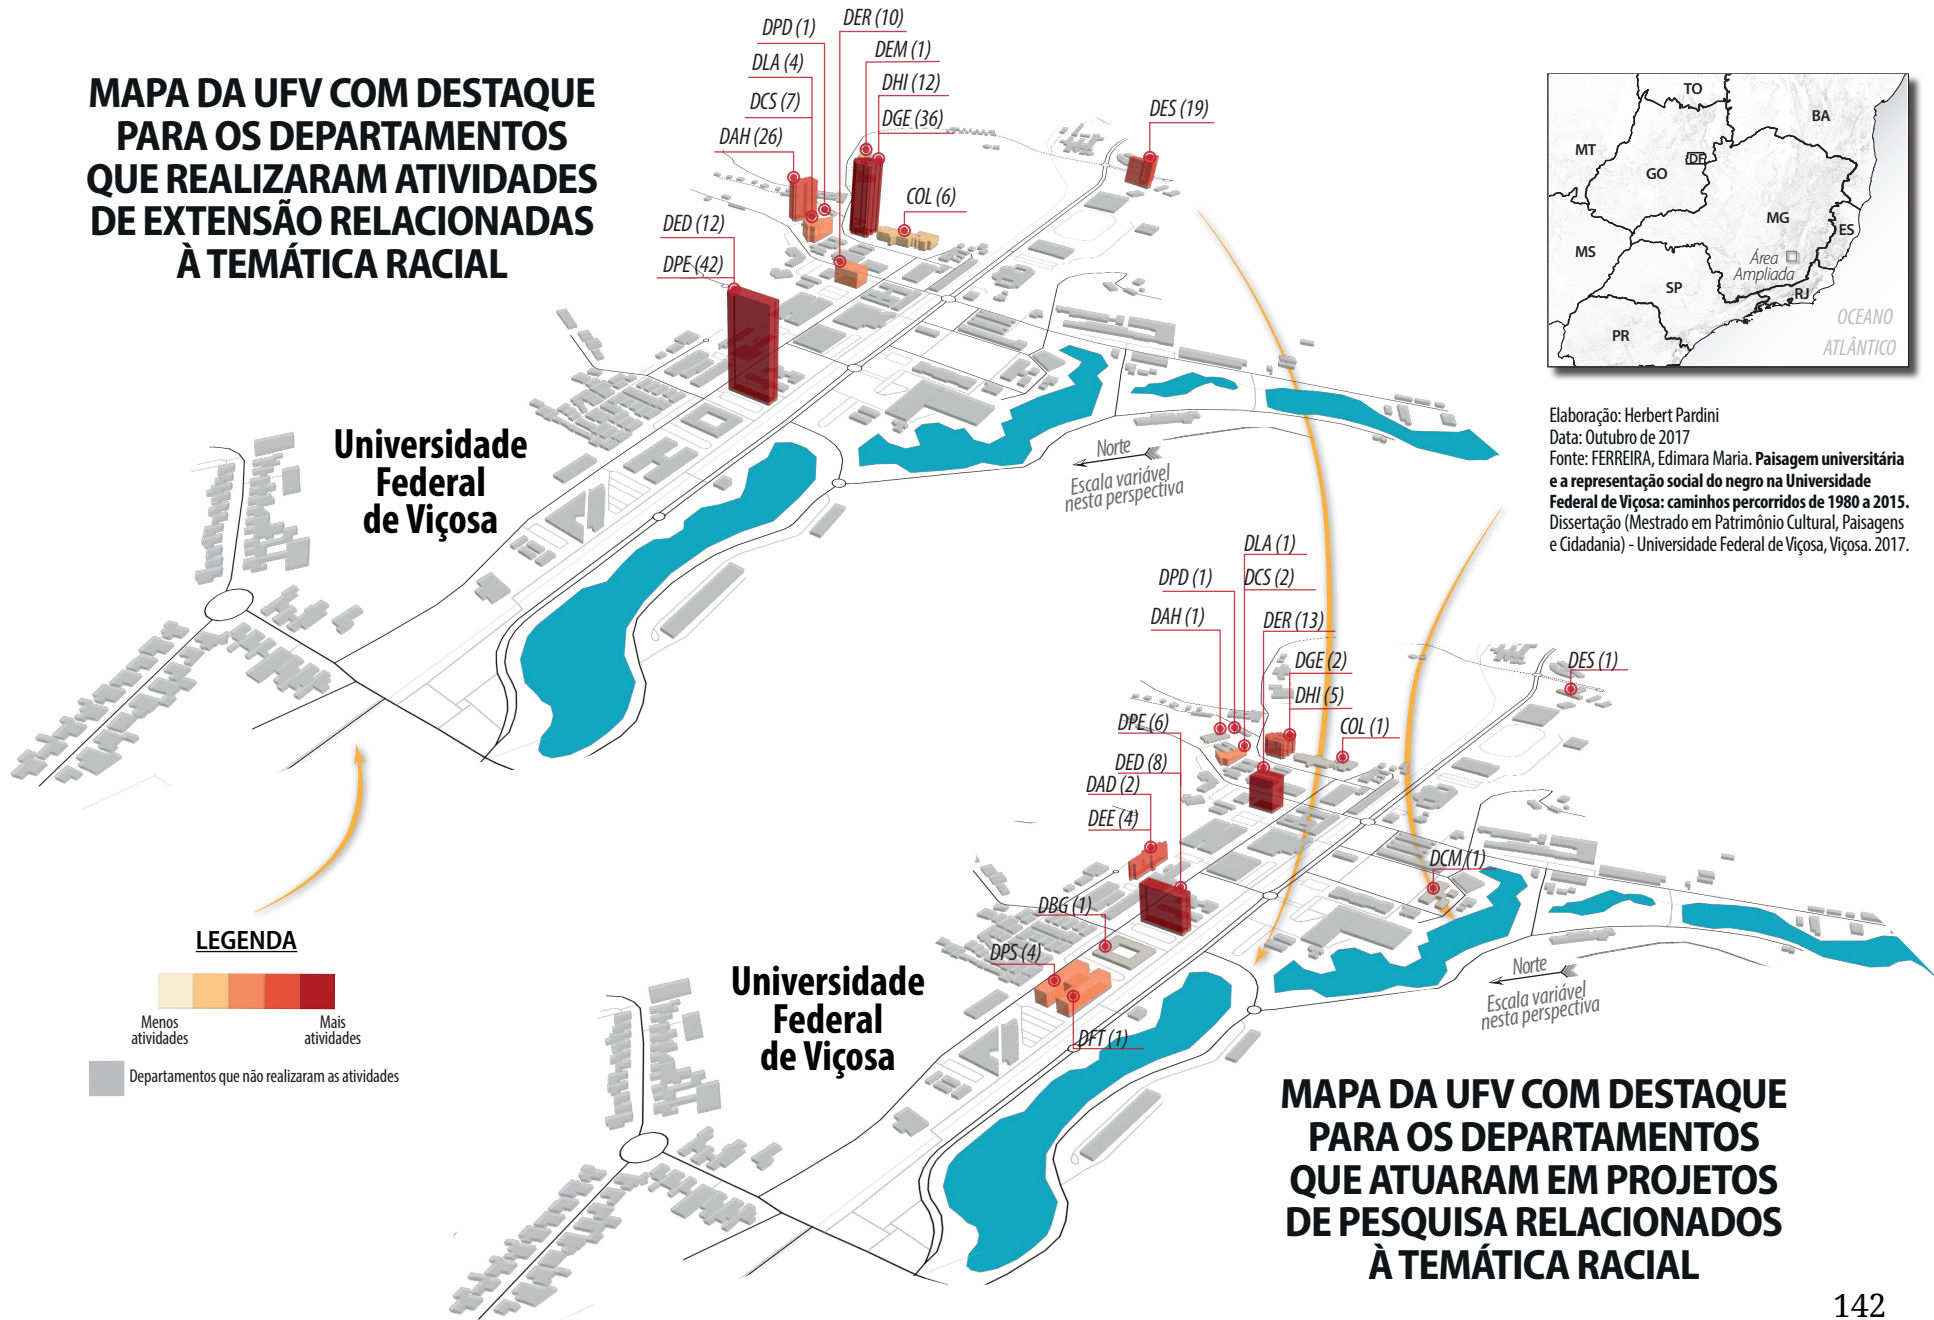 MAPA DA UFV COM DESTAQUE
PARA OS DEPARTAMENTOS
QUE REALIZARAM ATIVIDADES
DE EXTENSÃO RELACIONADAS
À TEMÁTICA RACIAL
DPD (1)
DER (10)
DLA (4)
DEM (1)
DCS (7)
DHI (12)
DAH (26)
DGE (36)
DES (19)
COL (6)
DED (12)
DPE (42)
Universidade
Federal
de Viçosa
Norte
Escala variável
nesta perspectiva
TO
BA
MT
DF
GO
MG
ES
MS
Área
Ampliada
SP
RJ
PR
OCEANO
ATLÂNTICO
Elaboração: Herbert Pardini
Data: Outubro de 2017
Fonte: FERREIRA, Edimara Maria. Paisagem universitária
e a representação social do negro na Universidade
Federal de Viçosa: caminhos percorridos de 1980 a 2015.
Dissertação (Mestrado em Patrimônio Cultural, Paisagens
e Cidadania) - Universidade Federal de Viçosa, Viçosa. 2017.
DLA (1)
DPD (1)
DCS (2)
DAH (1)
DER (13)
DGE (2)
DES (1)
DHI (5)
DPE (6)
COL (1)
DED (8)
DAD (2)
DEE (4)
DCM (1)
DBG (1)
DPS (4)
DFT (1)
Universidade
Federal
de Viçosa
Norte
Escala variável
nesta perspectiva
LEGENDA
Menos
atividades
Mais
atividades
Departamentos que não realizaram as atividades
MAPA DA UFV COM DESTAQUE
PARA OS DEPARTAMENTOS
QUE ATUARAM EM PROJETOS
DE PESQUISA RELACIONADOS
À TEMÁTICA RACIAL
142